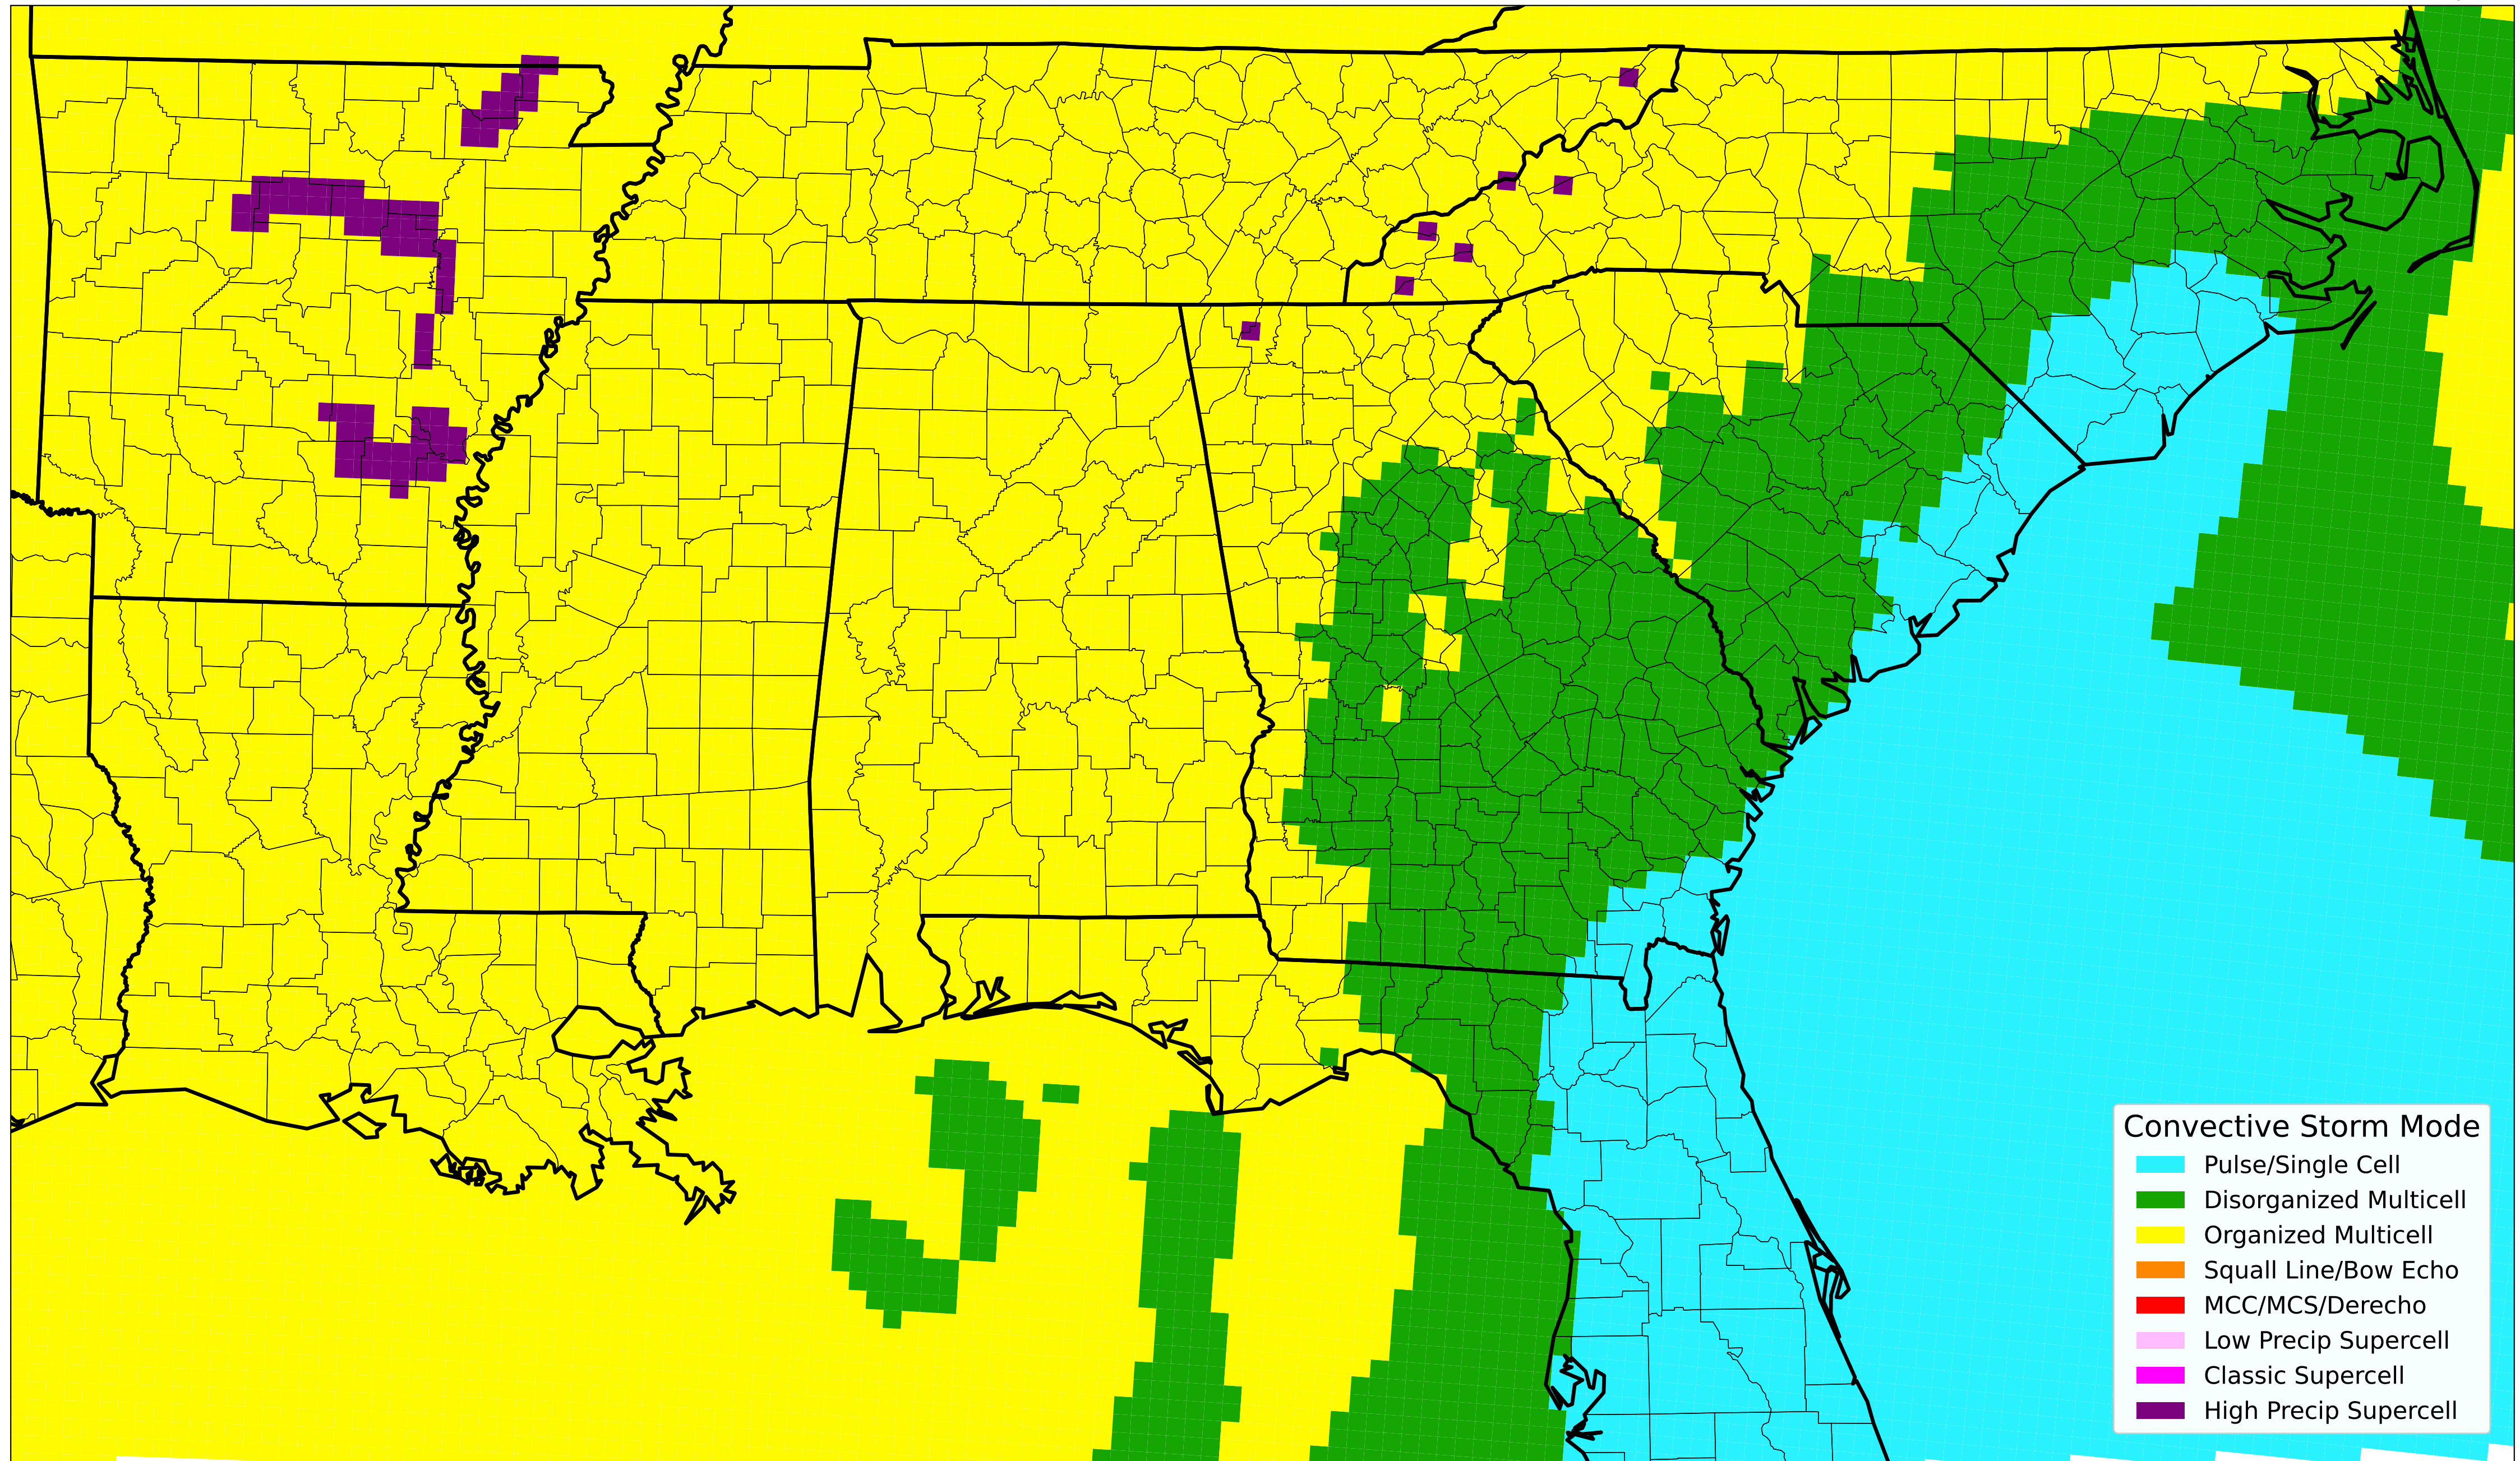 Convective Storm Mode
Pulse/Single Cell
Disorganized Multicell
Organized Multicell
Squall Line/Bow Echo
MCC/MCS/Derecho
Low Precip Supercell
Classic Supercell
High Precip Supercell